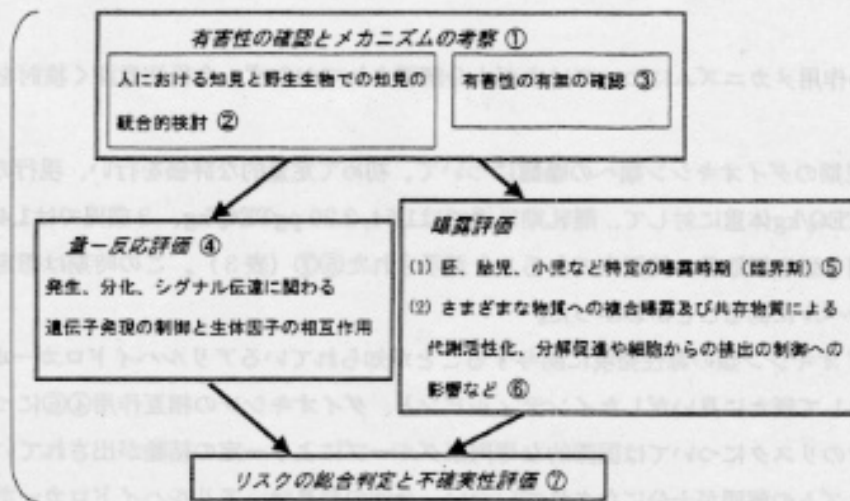 有害性の確認とメカニズムの考察 ①
人における知見と野生生物での知見の
統合的検討 ②
有害性の有無の確認 ③
量－反応評価 ④
発生、分化、シグナル伝達に関わる
遺伝子発現の制御と生体因子の相互作用
曝露評価
(1) 胚、胎児、小児など特定の曝露時期（臨界期）⑤
(2) さまざまな物質への複合曝露及び共存物質による
代謝活性化、分解促進や細胞からの排出の制御への
影響など ⑥
リスクの総合判定と不確実性評価 ⑦